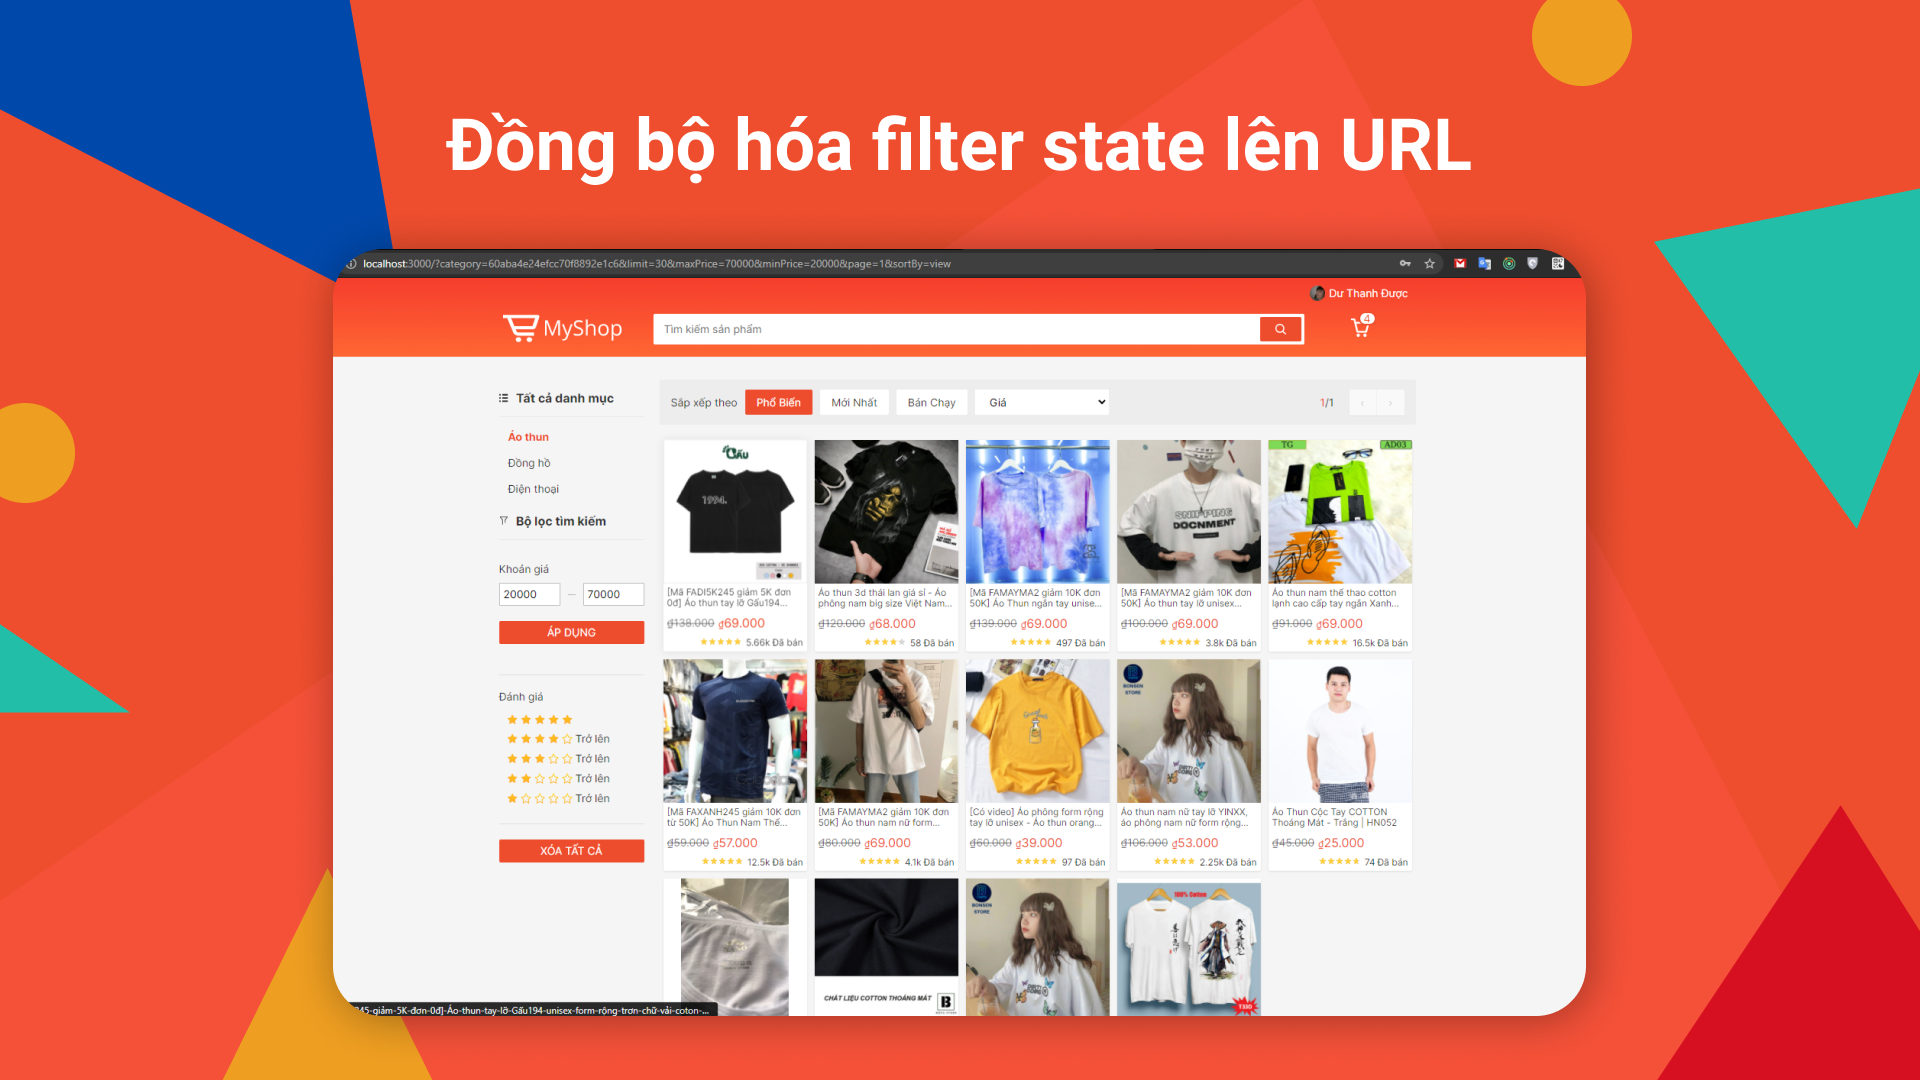 Đồng bộ hóa filter state lên URL
localhost:3000/?category=60aba4e24efcc70f8892e1c6&limit=30&maxPrice=70000&minPrice=20000&page=1&sortBy=view
Dư Thanh Được
MyShop
Tìm kiếm sản phẩm
4
Tất cả danh mục
Áo thun
Đồng hồ
Điện thoại
Bộ lọc tìm kiếm
Khoản giá
20000 — 70000
ÁP DỤNG
Đánh giá
Trở lên
Trở lên
Trở lên
Trở lên
XÓA TẤT CẢ
Sắp xếp theo Phổ Biến Mới Nhất Bán Chạy Giá 1/1
GẤU
1994.
SNIPPING
DOCNMENT
TG AD03
[Mã FADI5K245 giảm 5K đơn
0đ] Áo thun tay lỡ Gấu194...
₫138.000 ₫69.000
5.66k Đã bán
Áo thun 3d thái lan giá sỉ - Áo
phông nam big size Việt Nam...
₫120.000 ₫68.000
58 Đã bán
[Mã FAMAYMA2 giảm 10K đơn
50K] Áo Thun ngắn tay unise...
₫139.000 ₫69.000
497 Đã bán
[Mã FAMAYMA2 giảm 10K đơn
50K] Áo thun tay lỡ unisex...
₫100.000 ₫69.000
3.8k Đã bán
Áo thun nam thể thao cotton
lạnh cao cấp tay ngắn Xanh...
₫91.000 ₫69.000
16.5k Đã bán
BONSEN
STORE
[Mã FAXANH245 giảm 10K đơn
từ 50K] Áo Thun Nam Thể...
₫59.000 ₫57.000
12.5k Đã bán
[Mã FAMAYMA2 giảm 10K đơn
50K] Áo thun nam nữ form...
₫80.000 ₫69.000
4.1k Đã bán
[Có video] Áo phông form rộng
tay lỡ unisex - Áo thun orang...
₫60.000 ₫39.000
97 Đã bán
Áo thun nam nữ tay lỡ YINXX,
áo phông nam nữ form rộng...
₫106.000 ₫53.000
2.25k Đã bán
Áo Thun Cộc Tay COTTON
Thoáng Mát - Trắng | HN052
₫45.000 ₫25.000
74 Đã bán
CHẤT LIỆU COTTON THOÁNG MÁT B
BONSEN
STORE
100% Cotton
T330
45-giảm-5K-đơn-0đ]-Áo-thun-tay-lỡ-Gấu194-unisex-form-rộng-trơn-chữ-vải-coton-...